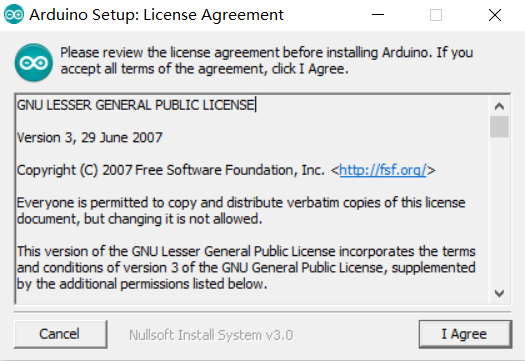 Arduino Setup: License Agreement
Please review the license agreement before installing Arduino. If you
accept all terms of the agreement, click I Agree.
GNU LESSER GENERAL PUBLIC LICENSE
Version 3, 29 June 2007
Copyright (C) 2007 Free Software Foundation, Inc. <http://fsf.org/>
Everyone is permitted to copy and distribute verbatim copies of this license
document, but changing it is not allowed.
This version of the GNU Lesser General Public License incorporates the terms
and conditions of version 3 of the GNU General Public License, supplemented
by the additional permissions listed below.
Cancel
Nullsoft Install System v3.0
I Agree